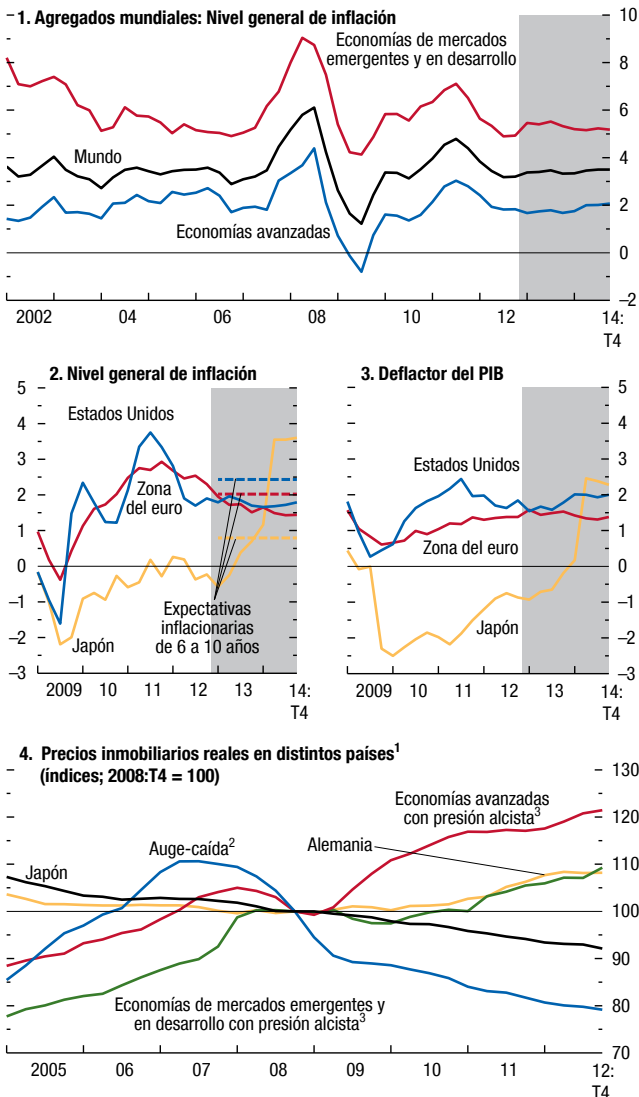 1. Agregados mundiales: Nivel general de inflación
Economías de mercados
emergentes y en desarrollo
Mundo
Economías avanzadas
10
8
6
4
2
0
–2
2002 04 06 08 10 12 14:
T4
2. Nivel general de inflación
Estados Unidos
Zona
del euro
Japón
Expectativas
inflacionarias
de 6 a 10 años
5
4
3
2
1
0
–1
–2
–3
2009 10 11 12 13 14:
T4
3. Deflactor del PIB
Estados Unidos
Zona del euro
Japón
5
4
3
2
1
0
–1
–2
–3
2009 10 11 12 13 14:
T4
4. Precios inmobiliarios reales en distintos países¹
(índices; 2008:T4 = 100)
Economías avanzadas
con presión alcista³
Auge-caída²
Alemania
Japón
Economías de mercados emergentes y
en desarrollo con presión alcista³
130
120
110
100
90
80
70
2005 06 07 08 09 10 11 12:
T4